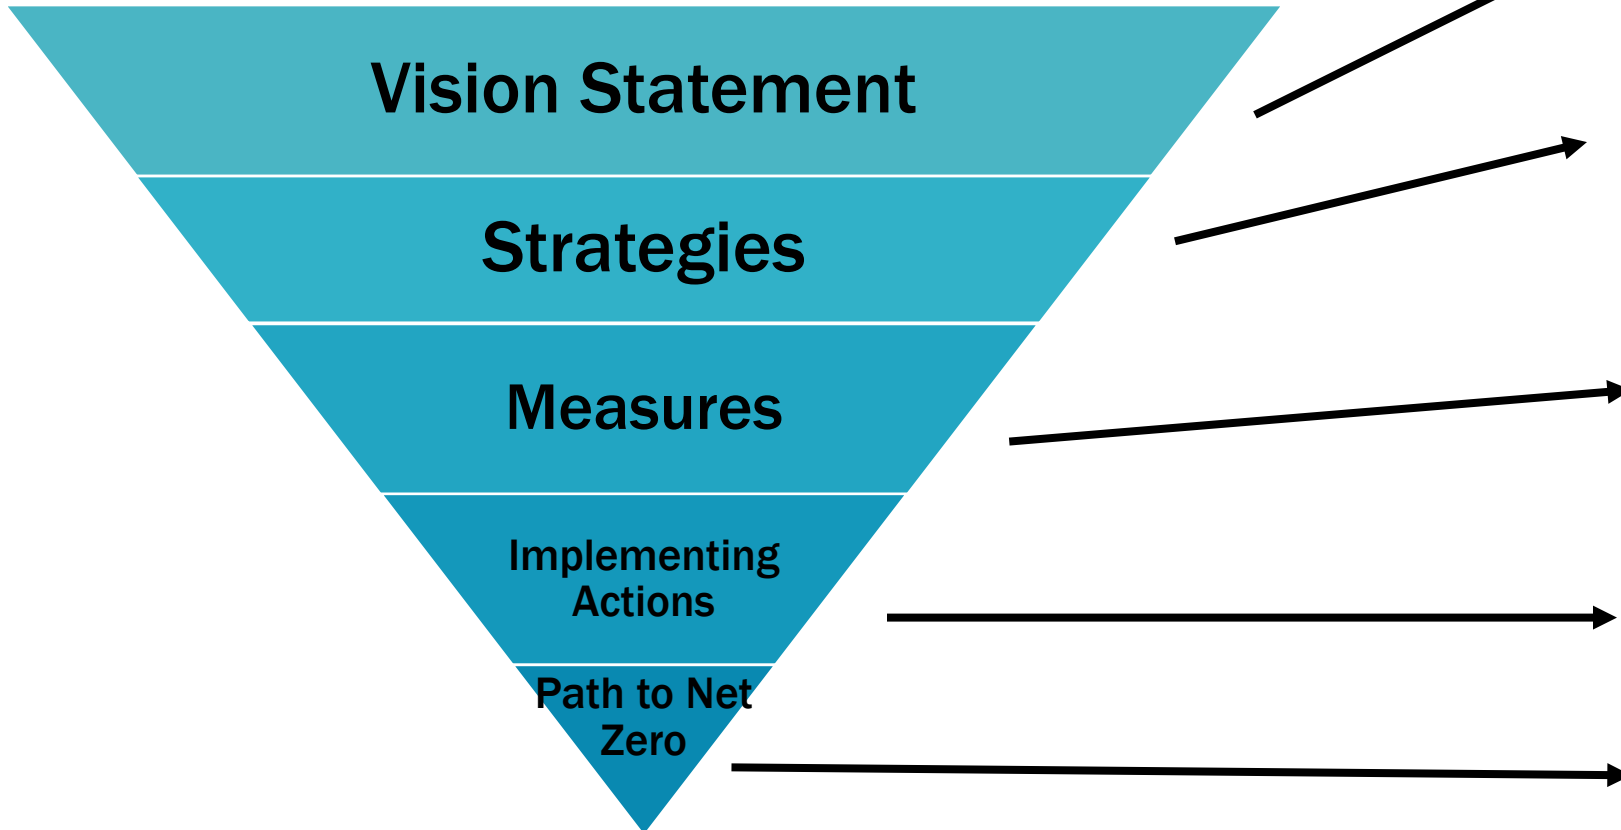 Vision Statement
Strategies
Measures
Implementing
Actions
Path to Net
Zero